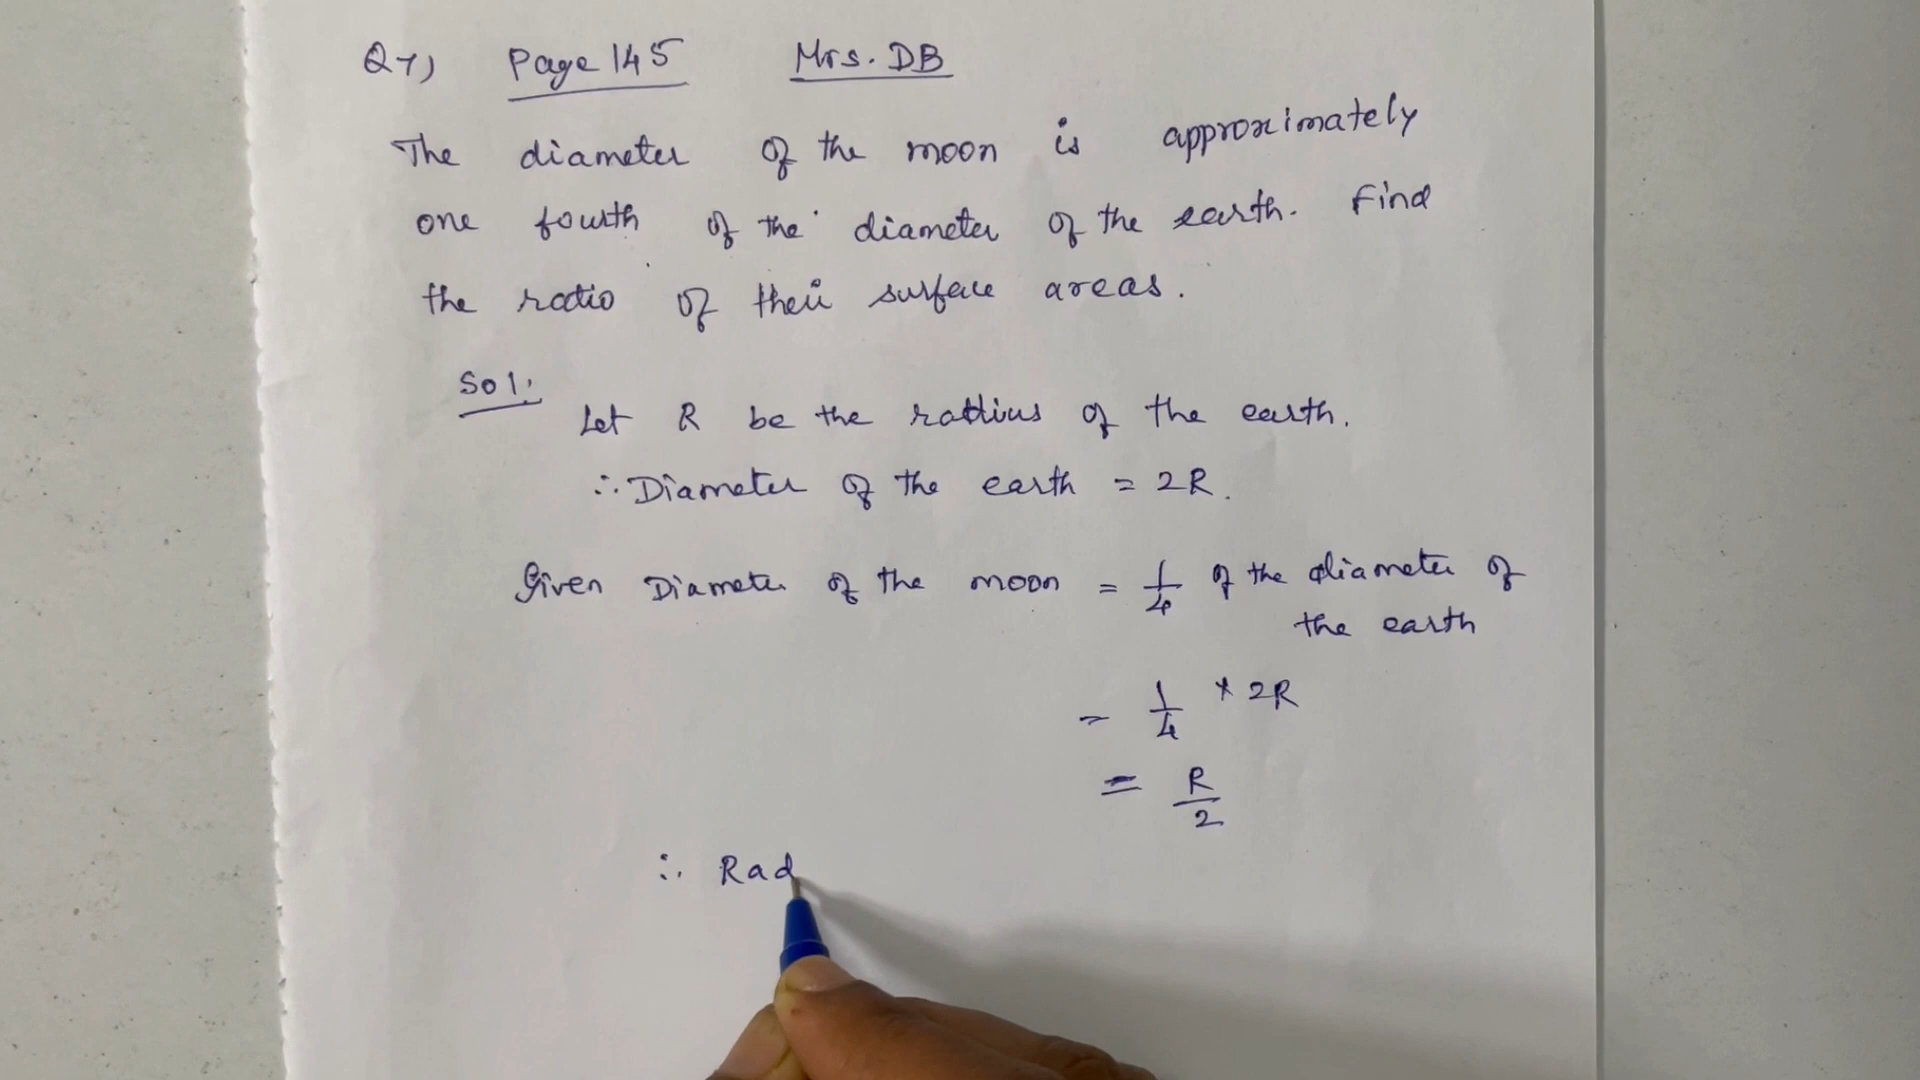 Q7) Page 145 Mrs. DB
The diameter of the moon is approximately
one fourth of the diameter of the earth. Find
the ratio of their surface areas.
Sol:
Let R be the radius of the earth.
∴ Diameter of the earth = 2R.
Given Diameter of the moon = 1/4 of the diameter of
the earth
= 1/4 × 2R
= R/2
∴ Rad